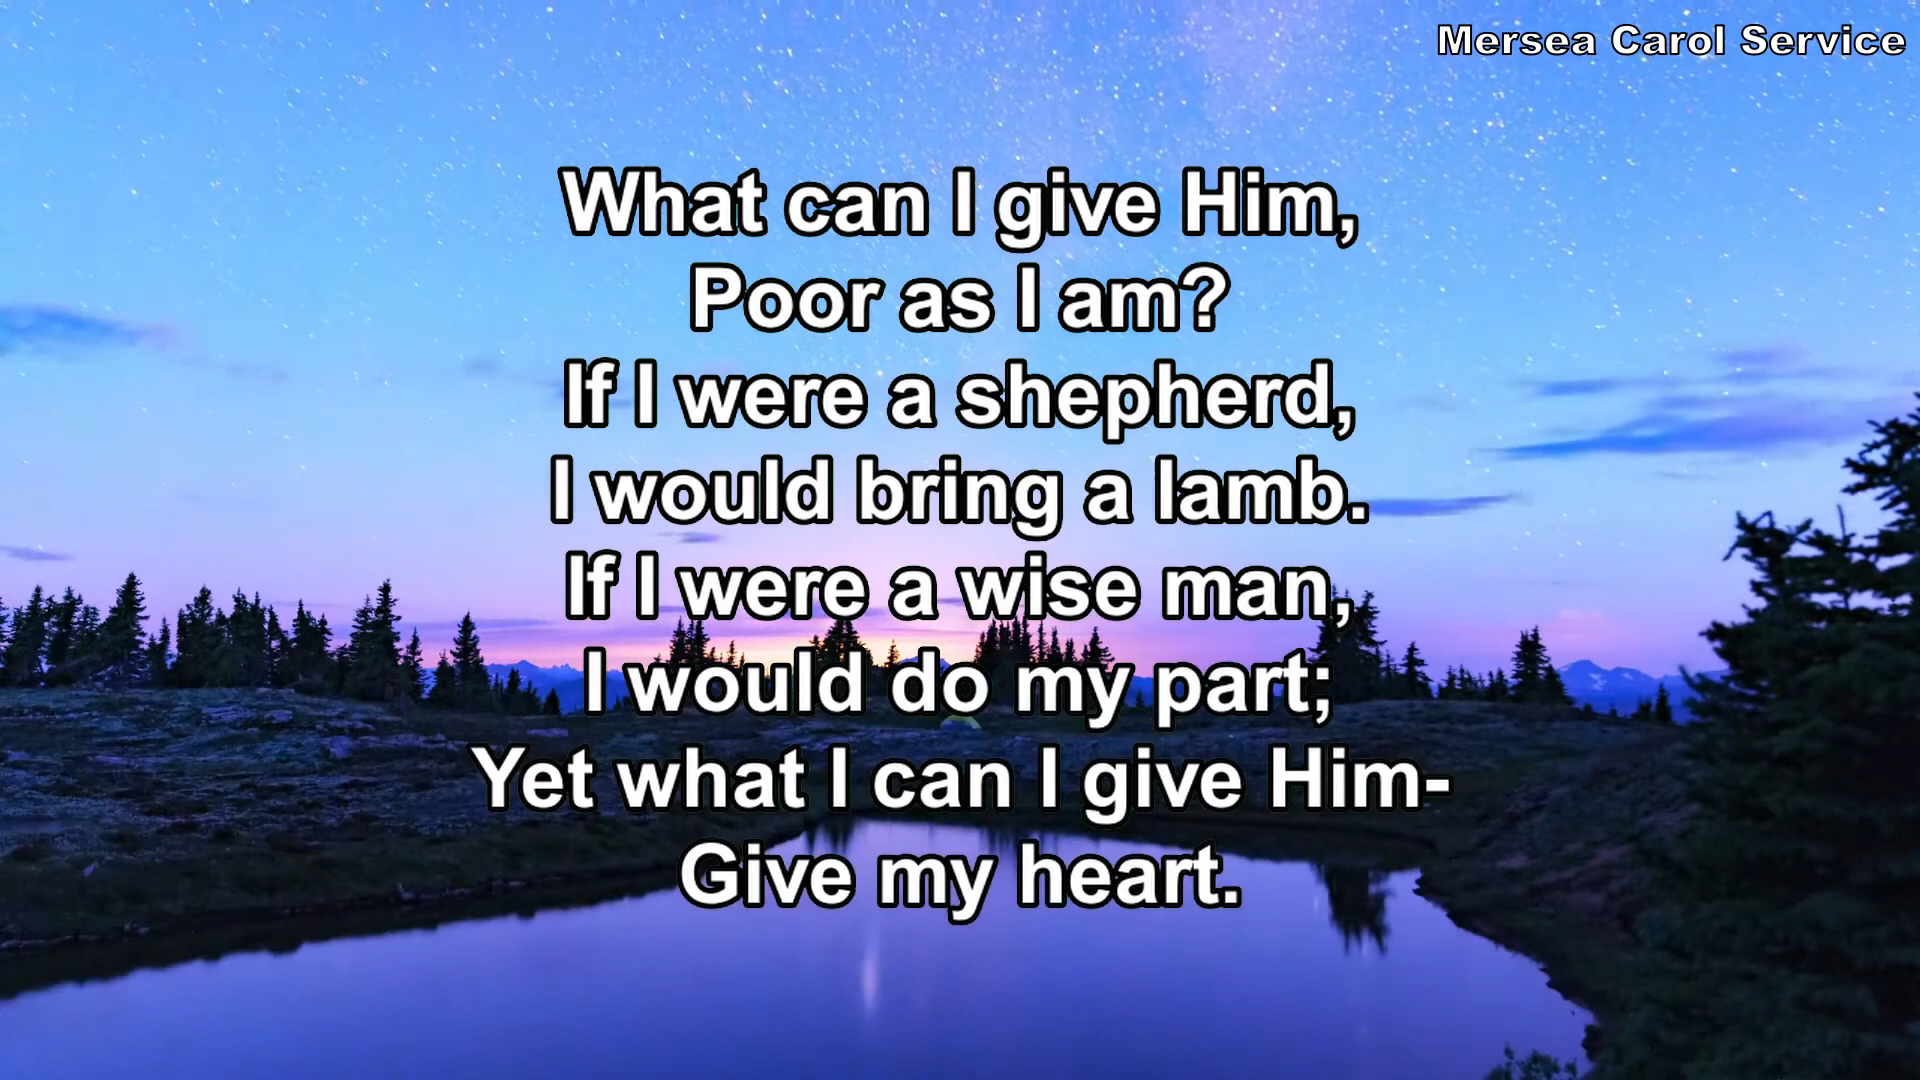 Mersea Carol Service
What can I give Him,
Poor as I am?
If I were a shepherd,
I would bring a lamb.
If I were a wise man,
I would do my part;
Yet what I can I give Him-
Give my heart.